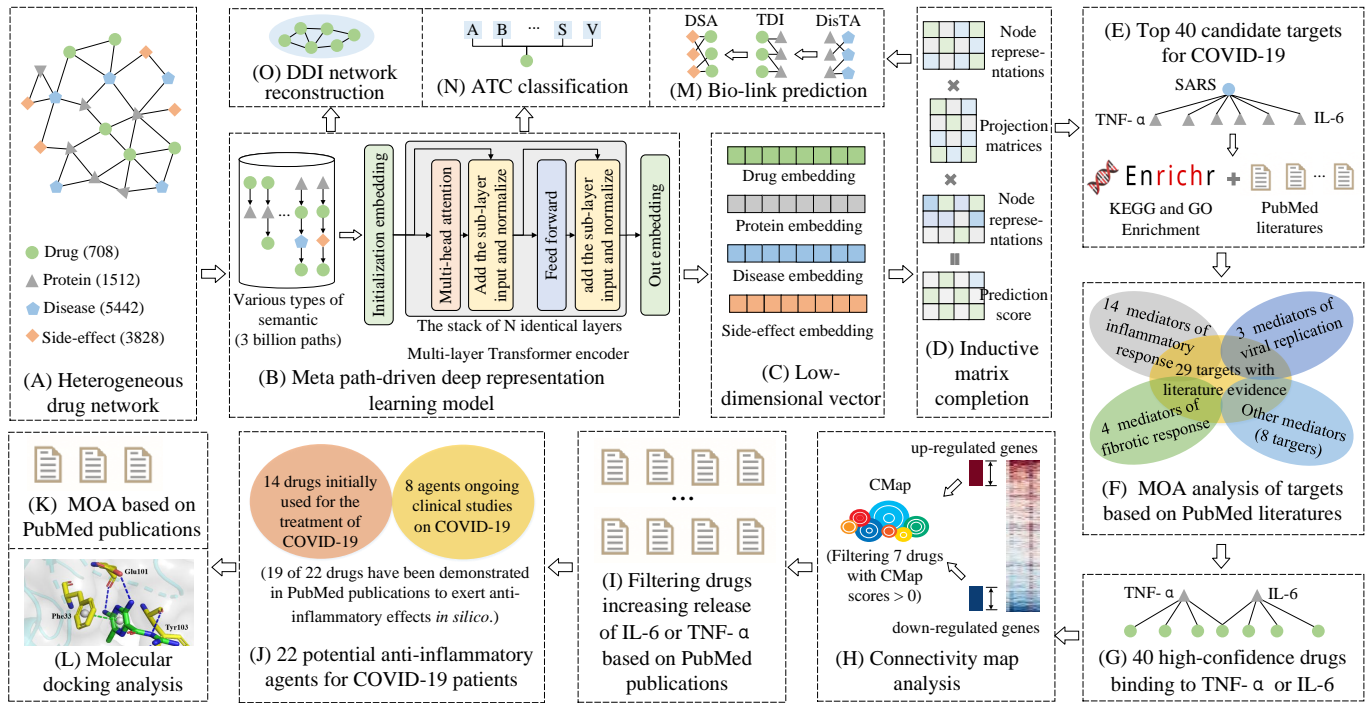 Drug (708)
Protein (1512)
Disease (5442)
Side-effect (3828)
(A) Heterogeneous
drug network
(O) DDI network
reconstruction
A B ... S V
(N) ATC classification
DSA TDI DisTA
(M) Bio-link prediction
...
Various types of
semantic
(3 billion paths)
Initialization embedding
Multi-head attention
Add the sub-layer
input and normalize
Feed forward
add the sub-layer
input and normalize
Out embedding
The stack of N identical layers
Multi-layer Transformer encoder
(B) Meta path-driven deep representation
learning model
Drug embedding
Protein embedding
Disease embedding
Side-effect embedding
(C) Low-
dimensional vector
Node
represe-
ntations
Projection
matrices
Node
represe-
ntations
Prediction
score
(D) Inductive
matrix
completion
(E) Top 40 candidate targets
for COVID-19
SARS
TNF- α IL-6
Enrichr
...
KEGG and GO
Enrichment
PubMed
literatures
14 mediators of
inflammatory
response
3 mediators of
viral replication
29 targets with
literature evidence
4 mediators of
fibrotic response
Other mediators
(8 targets)
(F) MOA analysis of targets
based on PubMed literatures
TNF- α IL-6
(G) 40 high-confidence drugs
binding to TNF- α or IL-6
up-regulated genes
CMap
(Filtering 7 drugs
with CMap
scores > 0)
down-regulated genes
(H) Connectivity map
analysis
...
(I) Filtering drugs
increasing release
of IL-6 or TNF- α
based on PubMed
publications
14 drugs initially
used for the
treatment of
COVID-19
8 agents ongoing
clinical studies
on COVID-19
(19 of 22 drugs have been demonstrated
in PubMed publications to exert anti-
inflammatory effects in silico.)
(J) 22 potential anti-inflammatory
agents for COVID-19 patients
(K) MOA based on
PubMed publications
Glu101
Phe33
Tyr103
(L) Molecular
docking analysis